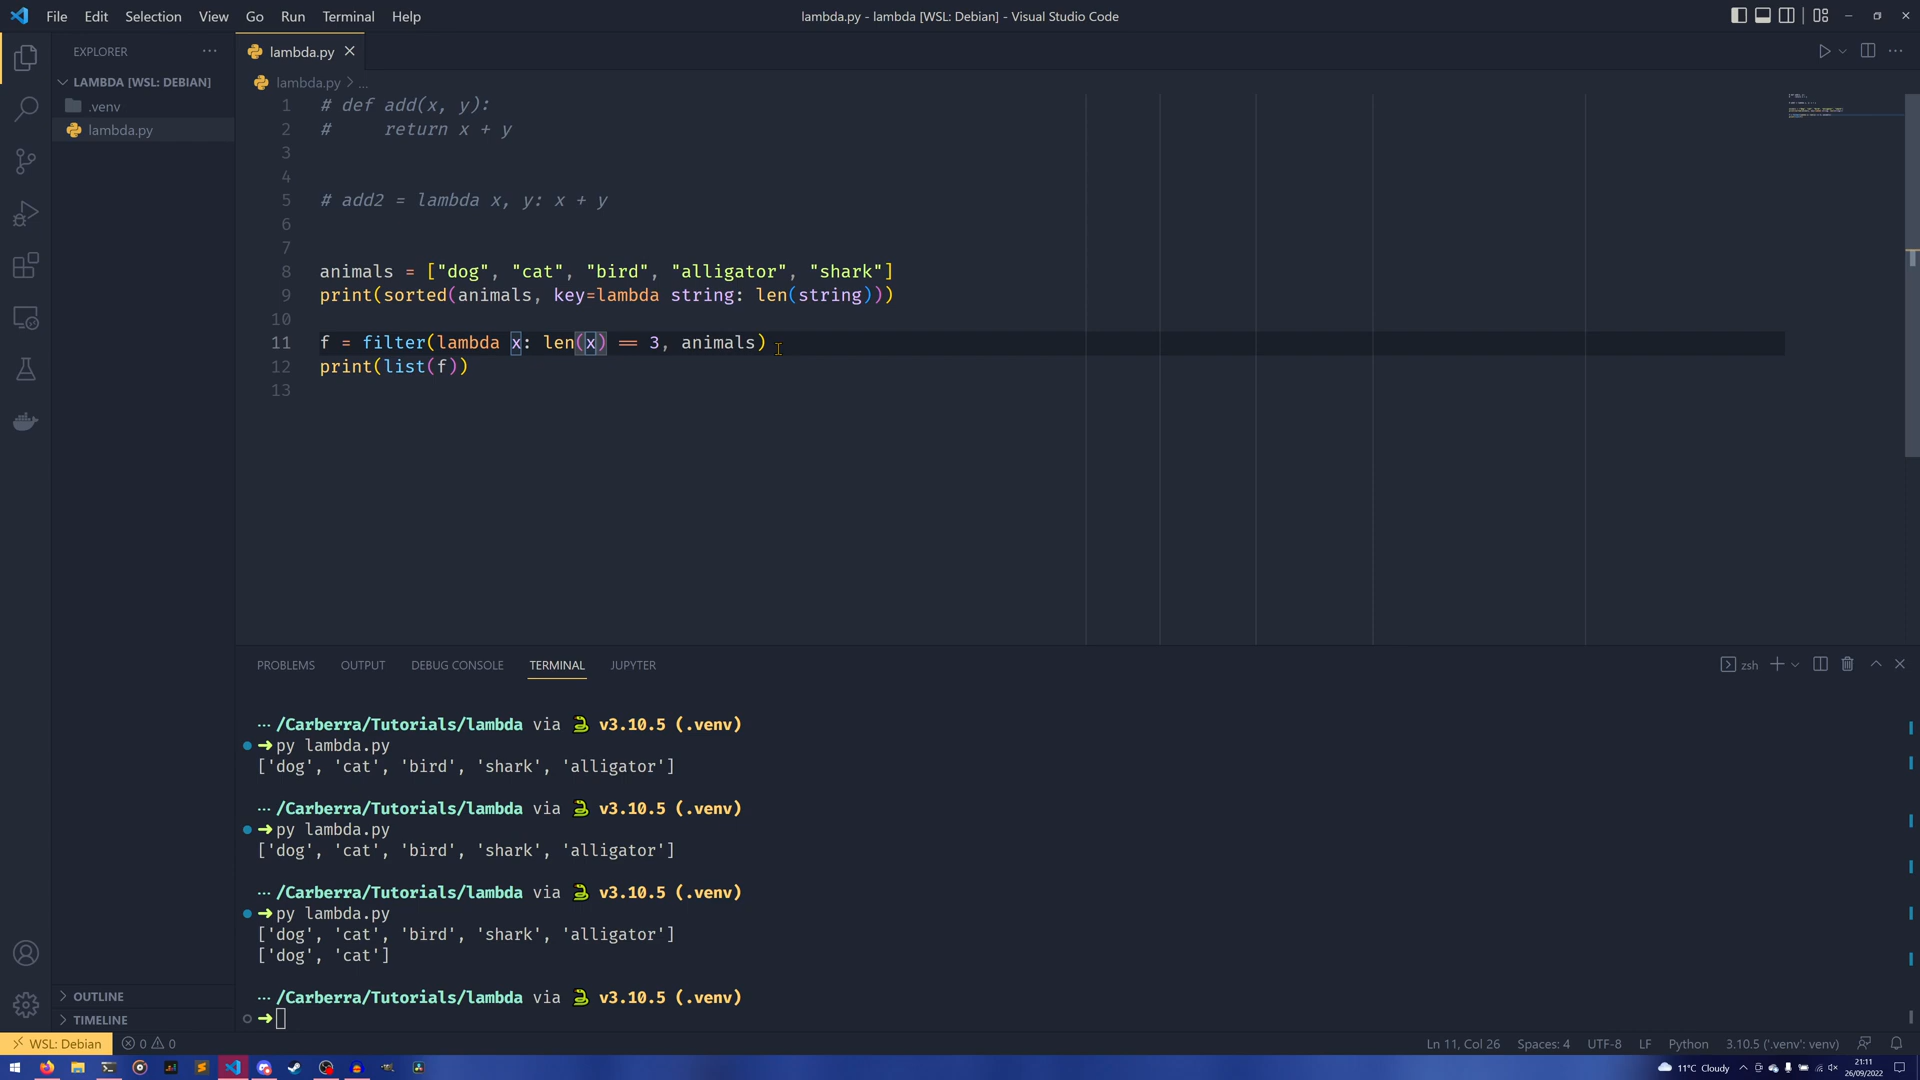 File Edit Selection View Go Run Terminal Help
lambda.py - lambda [WSL: Debian] - Visual Studio Code
EXPLORER
LAMBDA [WSL: DEBIAN]
.venv
lambda.py
lambda.py
lambda.py > ...
1 # def add(x, y):
2 #     return x + y
3
4
5 # add2 = lambda x, y: x + y
6
7
8 animals = ["dog", "cat", "bird", "alligator", "shark"]
9 print(sorted(animals, key=lambda string: len(string)))
10
11 f = filter(lambda x: len(x) == 3, animals)
12 print(list(f))
13
PROBLEMS OUTPUT DEBUG CONSOLE TERMINAL JUPYTER
zsh
··· /Carberra/Tutorials/lambda via v3.10.5 (.venv)
➜ py lambda.py
['dog', 'cat', 'bird', 'shark', 'alligator']
··· /Carberra/Tutorials/lambda via v3.10.5 (.venv)
➜ py lambda.py
['dog', 'cat', 'bird', 'shark', 'alligator']
··· /Carberra/Tutorials/lambda via v3.10.5 (.venv)
➜ py lambda.py
['dog', 'cat', 'bird', 'shark', 'alligator']
['dog', 'cat']
··· /Carberra/Tutorials/lambda via v3.10.5 (.venv)
➜
OUTLINE
TIMELINE
WSL: Debian 0 0
Ln 11, Col 26 Spaces: 4 UTF-8 LF Python 3.10.5 ('.venv': venv)
11°C Cloudy
21:11
26/09/2022